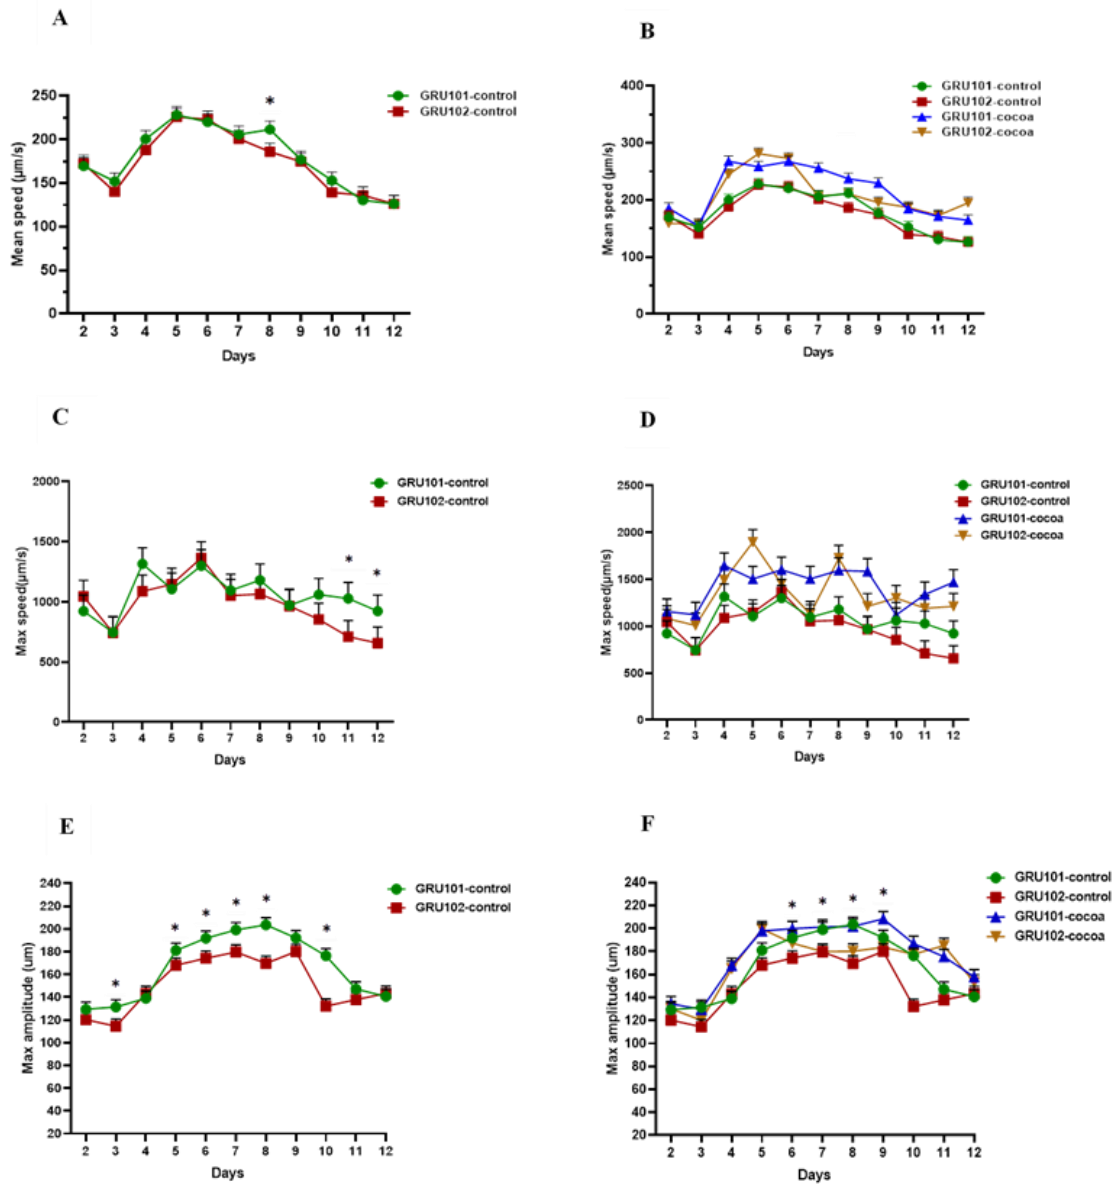 A
250
200
150
100
50
0
Mean speed (µm/s)
*
GRU101-control
GRU102-control
2 3 4 5 6 7 8 9 10 11 12
Days
B
400
300
200
100
0
Mean speed (µm/s)
GRU101-control
GRU102-control
GRU101-cocoa
GRU102-cocoa
2 3 4 5 6 7 8 9 10 11 12
Days
C
2000
1500
1000
500
0
Max speed(µm/s)
* *
GRU101-control
GRU102-control
2 3 4 5 6 7 8 9 10 11 12
Days
D
2500
2000
1500
1000
500
0
Max speed(µm/s)
GRU101-control
GRU102-control
GRU101-cocoa
GRU102-cocoa
2 3 4 5 6 7 8 9 10 11 12
Days
E
240
220
200
180
160
140
120
100
80
60
40
20
Max amplitude (um)
* * * * * *
GRU101-control
GRU102-control
2 3 4 5 6 7 8 9 10 11 12
Days
F
240
220
200
180
160
140
120
100
80
60
40
20
Max amplitude (um)
* * * *
GRU101-control
GRU102-control
GRU101-cocoa
GRU102-cocoa
2 3 4 5 6 7 8 9 10 11 12
Days